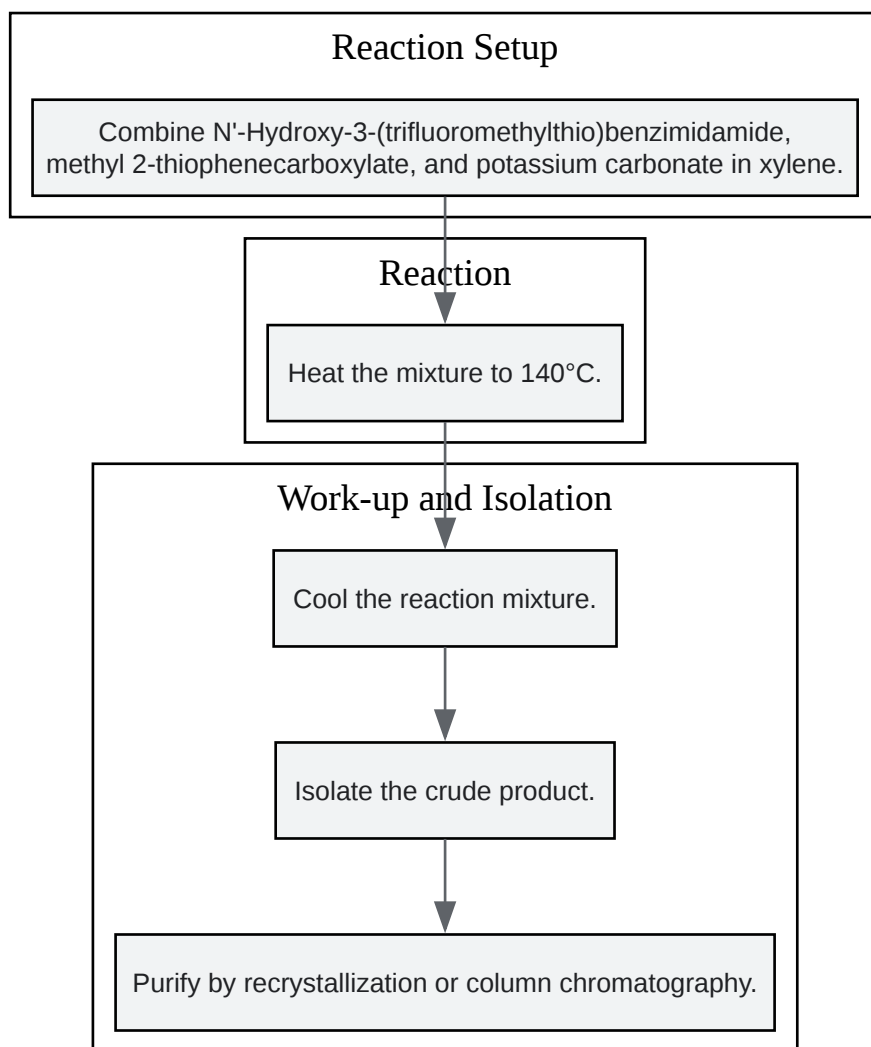 Reaction Setup
Combine N'-Hydroxy-3-(trifluoromethylthio)benzimidamide,
methyl 2-thiophenecarboxylate, and potassium carbonate in xylene.
Reaction
Heat the mixture to 140°C.
Work-up and Isolation
Cool the reaction mixture.
Isolate the crude product.
Purify by recrystallization or column chromatography.